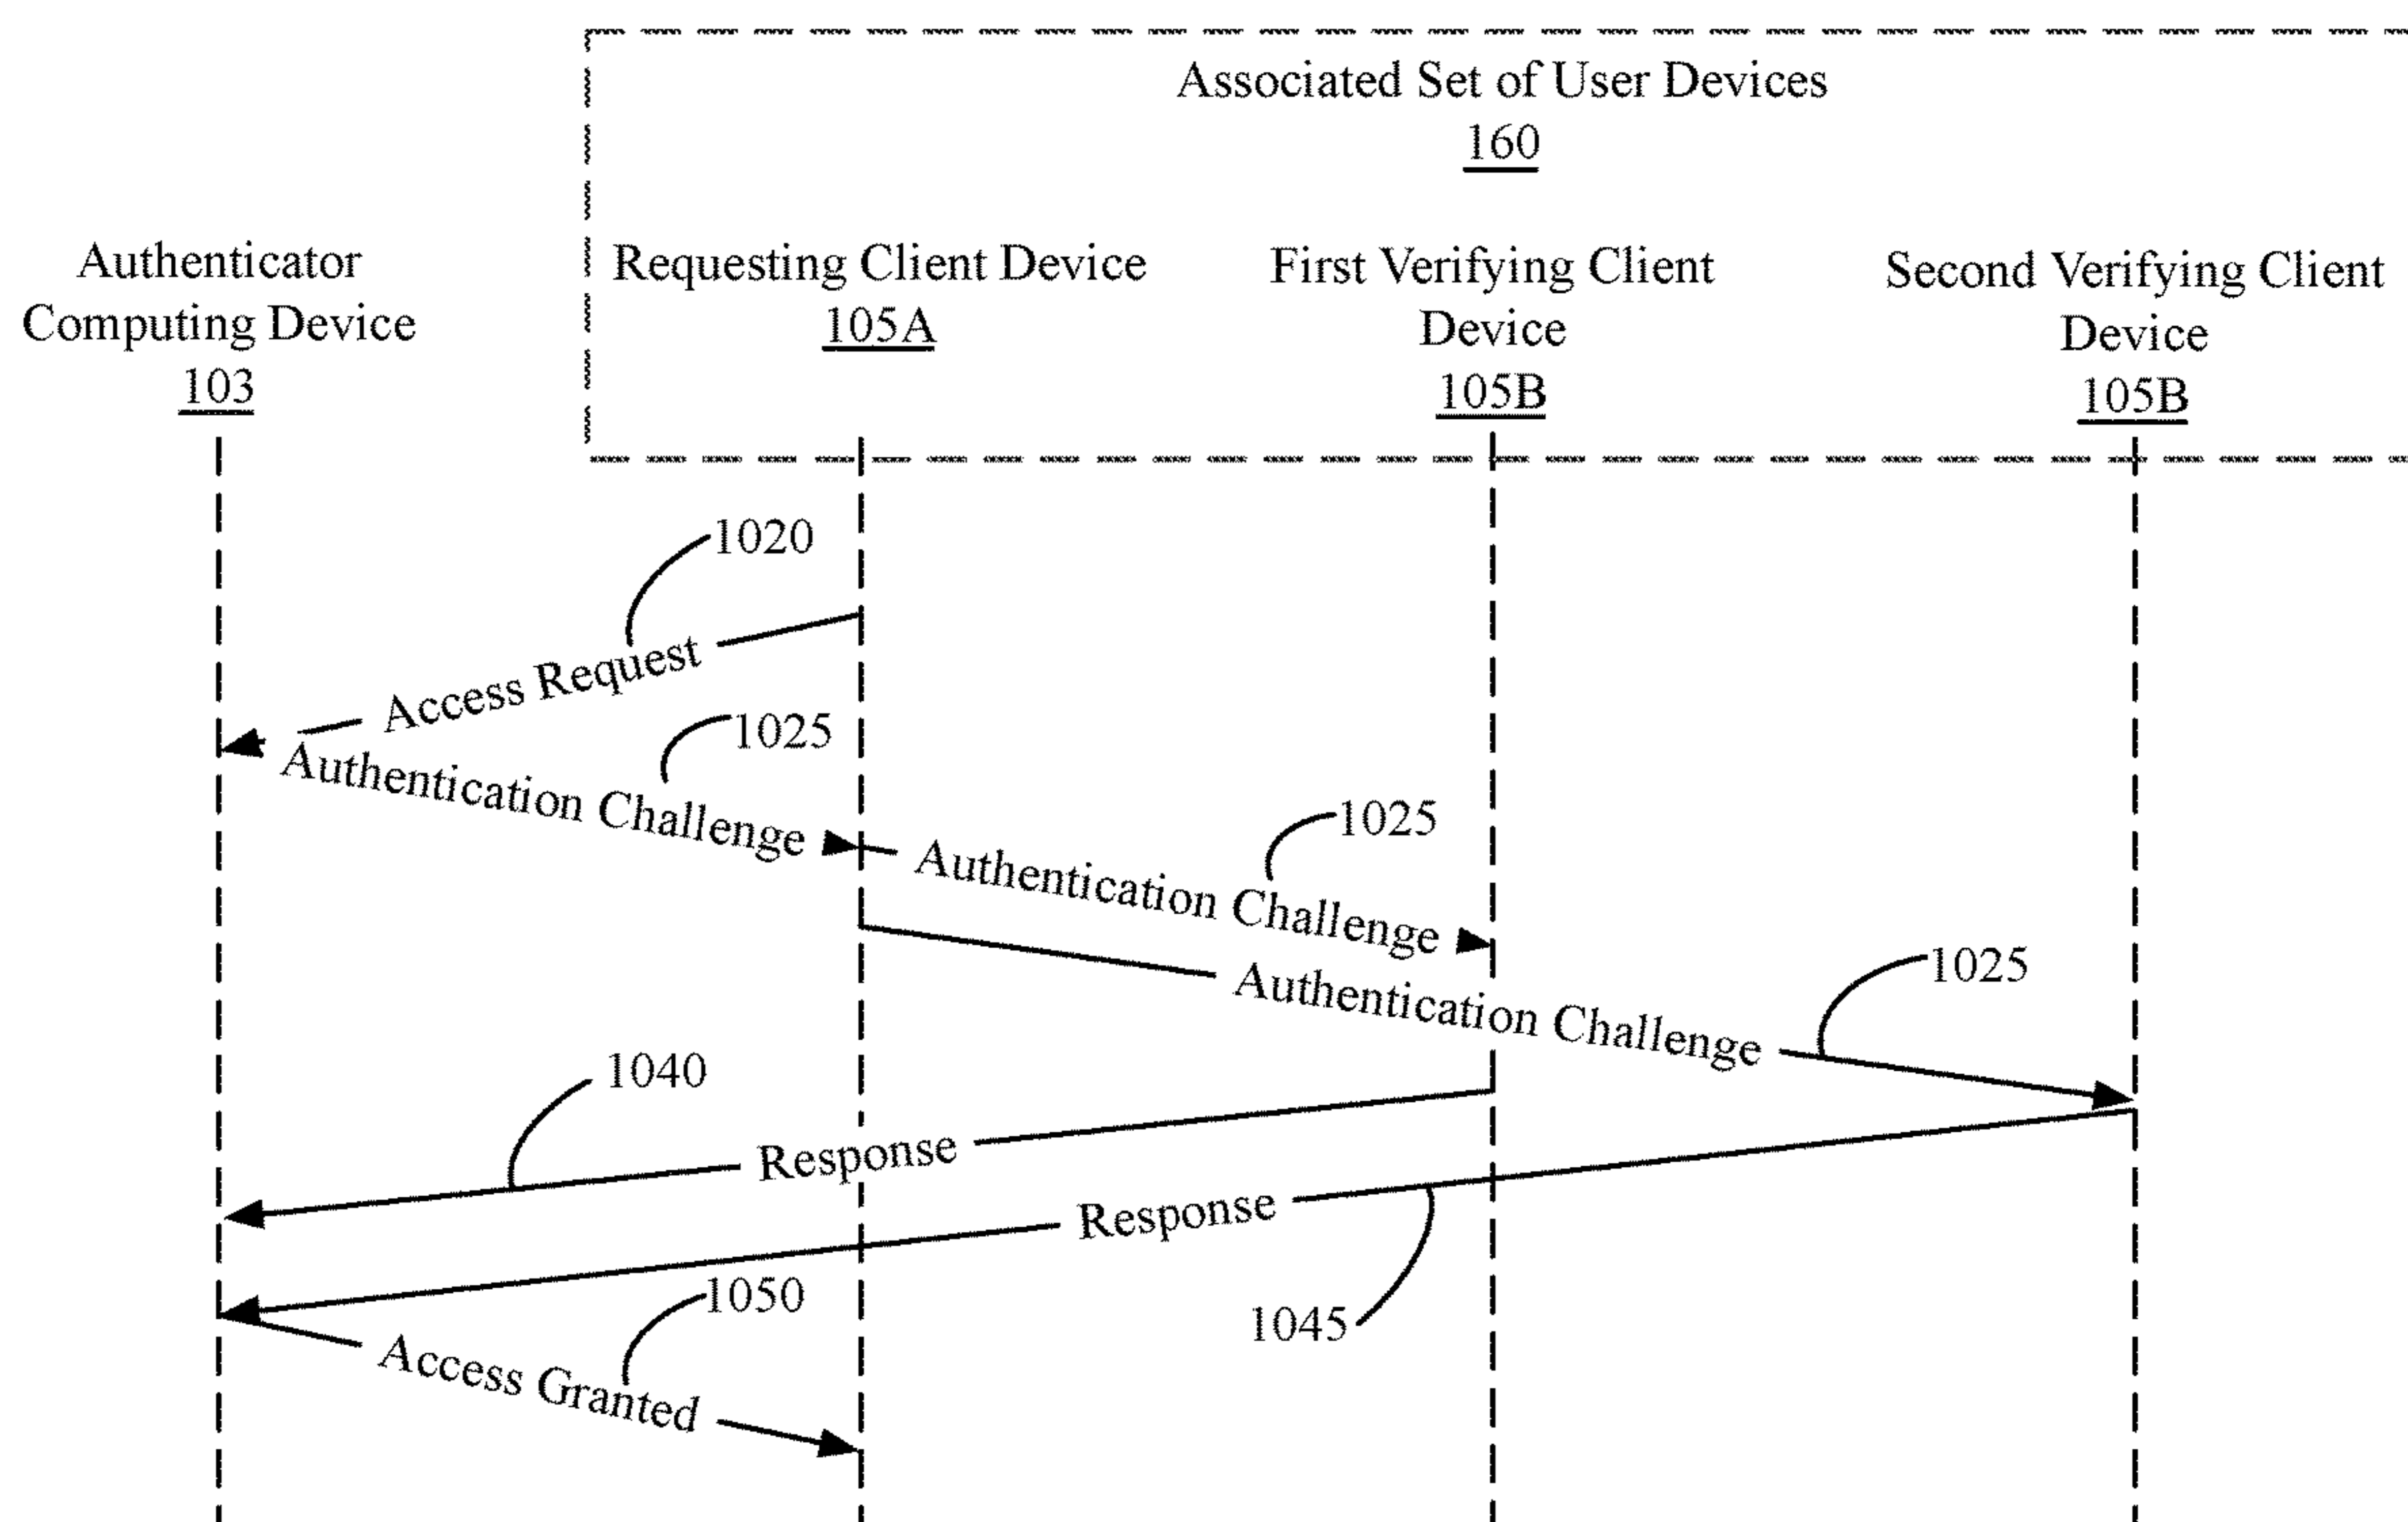 Associated Set of User Devices
160
Authenticator
Computing Device
103
Requesting Client Device
105A
First Verifying Client
Device
105B
Second Verifying Client
Device
105B
1020
Access Request
1025
Authentication Challenge
1025
Authentication Challenge
1025
Authentication Challenge
1040
Response
Response
1045
1050
Access Granted